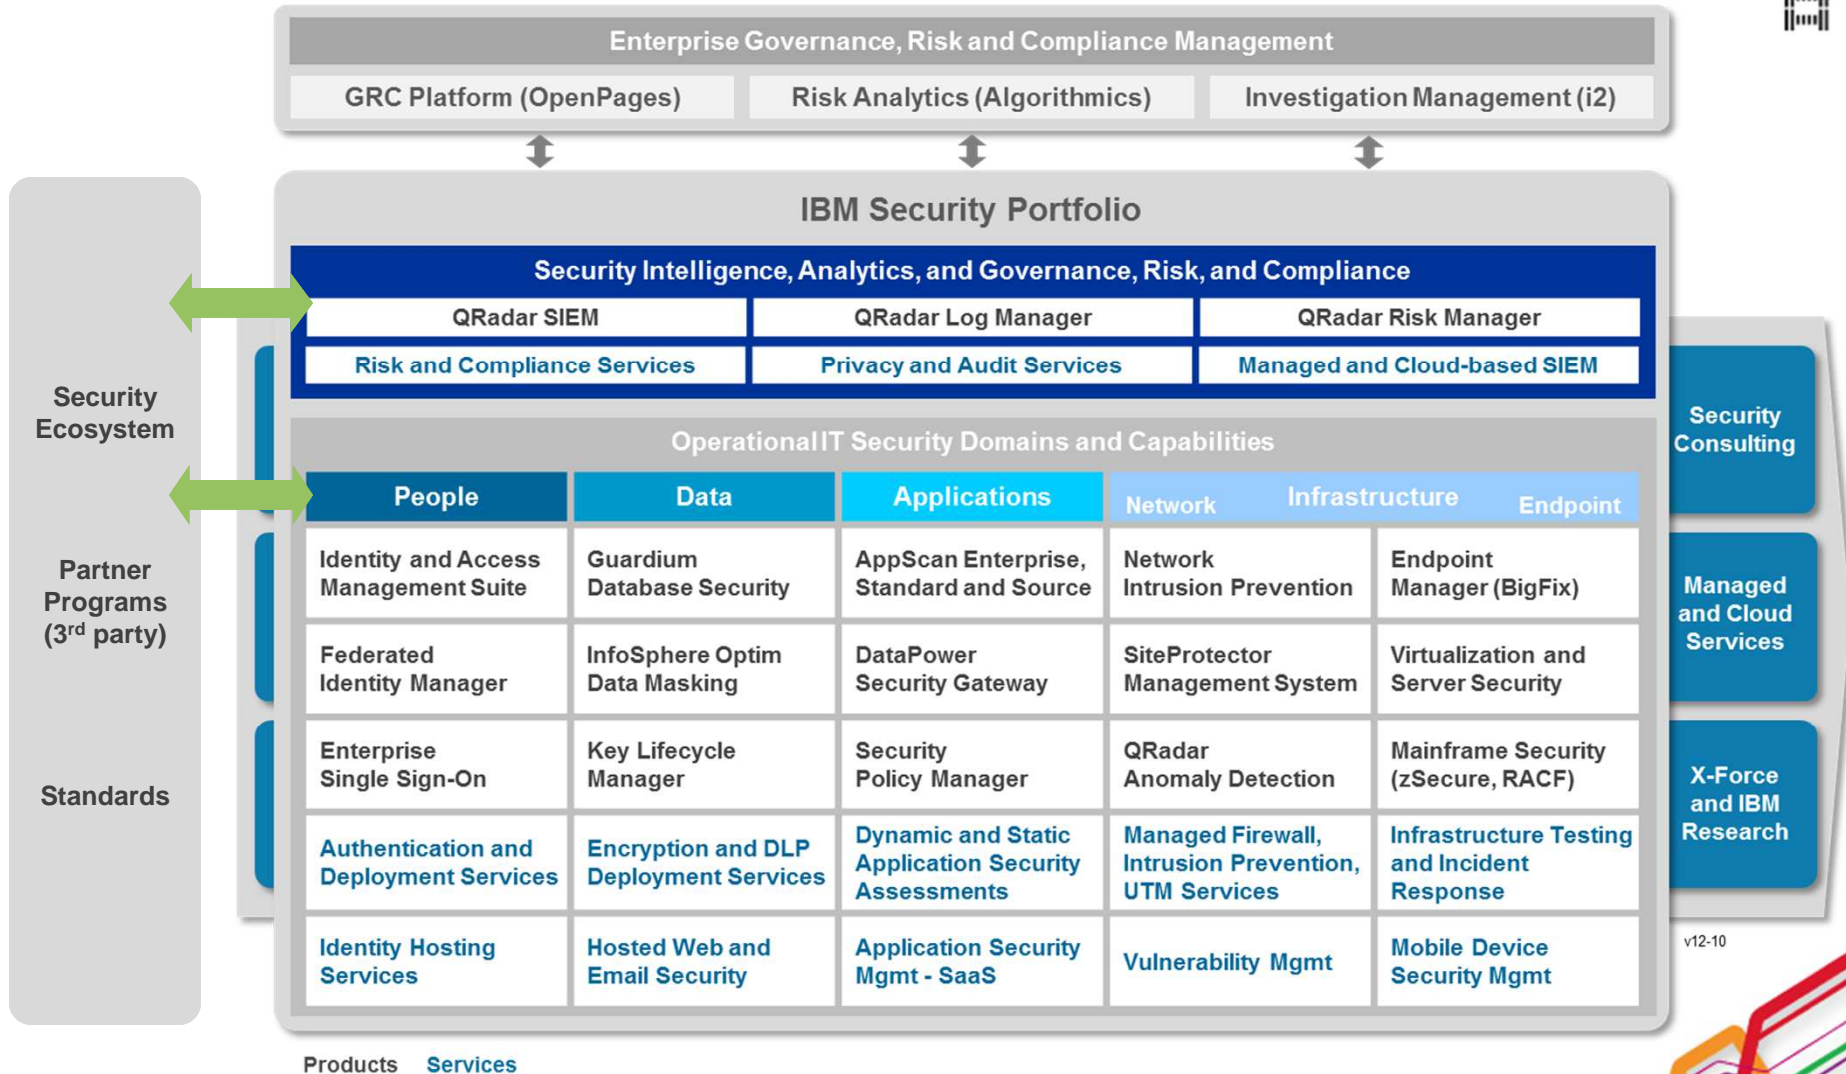 Enterprise Governance, Risk and Compliance Management
GRC Platform (OpenPages)
Risk Analytics (Algorithmics)
Investigation Management (i2)
Security
Ecosystem
Partner
Programs
(3rd party)
Standards
IBM Security Portfolio
Security Intelligence, Analytics, and Governance, Risk, and Compliance
QRadar SIEM
QRadar Log Manager
QRadar Risk Manager
Risk and Compliance Services
Privacy and Audit Services
Managed and Cloud-based SIEM
Operational IT Security Domains and Capabilities
People
Data
Applications
Network
Infrastructure
Endpoint
Identity and Access
Management Suite
Guardium
Database Security
AppScan Enterprise,
Standard and Source
Network
Intrusion Prevention
Endpoint
Manager (BigFix)
Federated
Identity Manager
InfoSphere Optim
Data Masking
DataPower
Security Gateway
SiteProtector
Management System
Virtualization and
Server Security
Enterprise
Single Sign-On
Key Lifecycle
Manager
Security
Policy Manager
QRadar
Anomaly Detection
Mainframe Security
(zSecure, RACF)
Authentication and
Deployment Services
Encryption and DLP
Deployment Services
Dynamic and Static
Application Security
Assessments
Managed Firewall,
Intrusion Prevention,
UTM Services
Infrastructure Testing
and Incident
Response
Identity Hosting
Services
Hosted Web and
Email Security
Application Security
Mgmt - SaaS
Vulnerability Mgmt
Mobile Device
Security Mgmt
Security
Consulting
Managed
and Cloud
Services
X-Force
and IBM
Research
v12-10
Products
Services